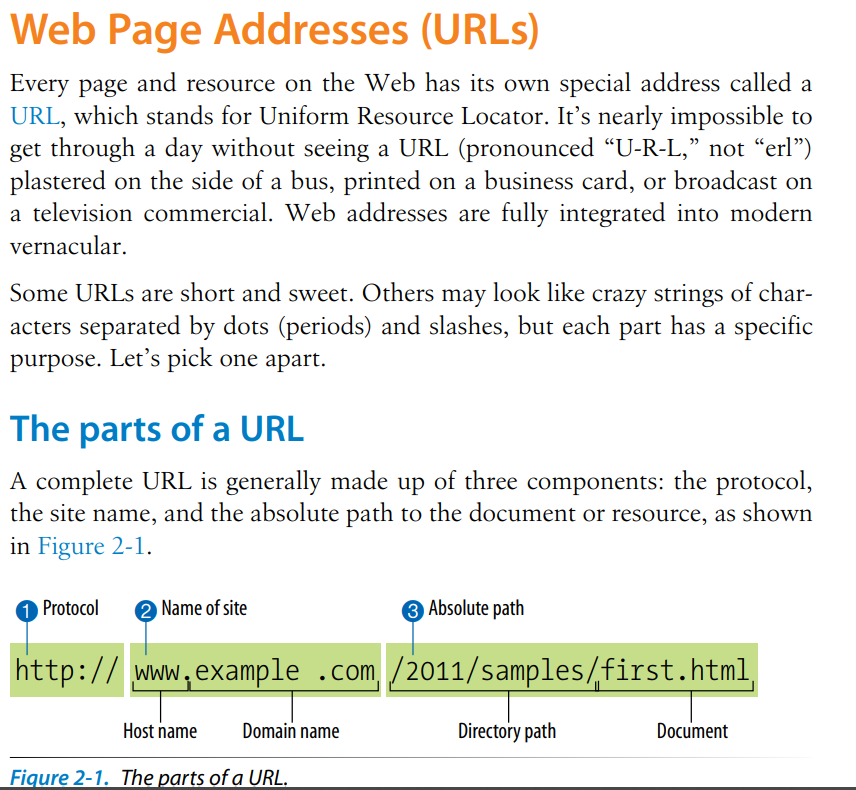 Web Page Addresses (URLs)
Every page and resource on the Web has its own special address called a
URL, which stands for Uniform Resource Locator. It’s nearly impossible to
get through a day without seeing a URL (pronounced “U-R-L,” not “erl”)
plastered on the side of a bus, printed on a business card, or broadcast on
a television commercial. Web addresses are fully integrated into modern
vernacular.
Some URLs are short and sweet. Others may look like crazy strings of char-
acters separated by dots (periods) and slashes, but each part has a specific
purpose. Let’s pick one apart.
The parts of a URL
A complete URL is generally made up of three components: the protocol,
the site name, and the absolute path to the document or resource, as shown
in Figure 2-1.
1 Protocol 2 Name of site 3 Absolute path
http:// www.example .com /2011/samples/first.html
Host name Domain name Directory path Document
Figure 2-1. The parts of a URL.